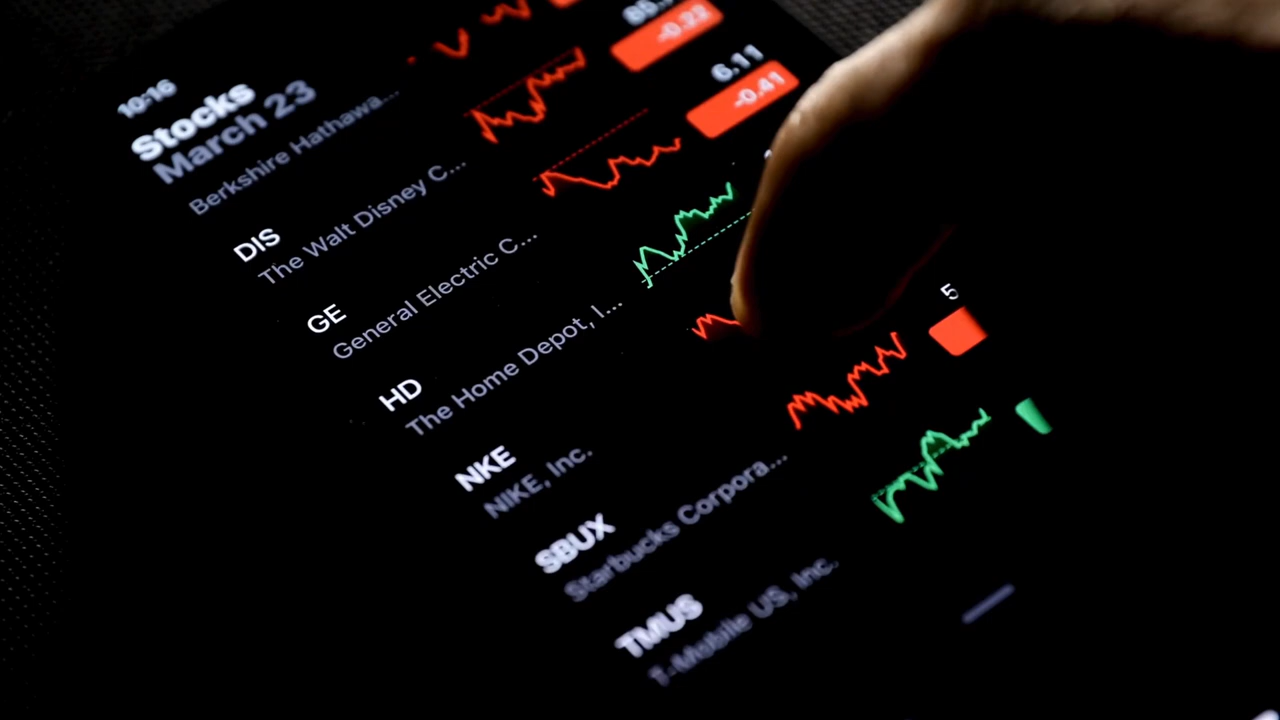 10:16
Stocks
March 23
Berkshire Hathawa...
-0.22
DIS
The Walt Disney C...
6.11
-0.41
GE
General Electric C...
HD
The Home Depot, I...
NKE
NIKE, Inc.
5
SBUX
Starbucks Corpora...
TMUS
T-Mobile US, Inc.